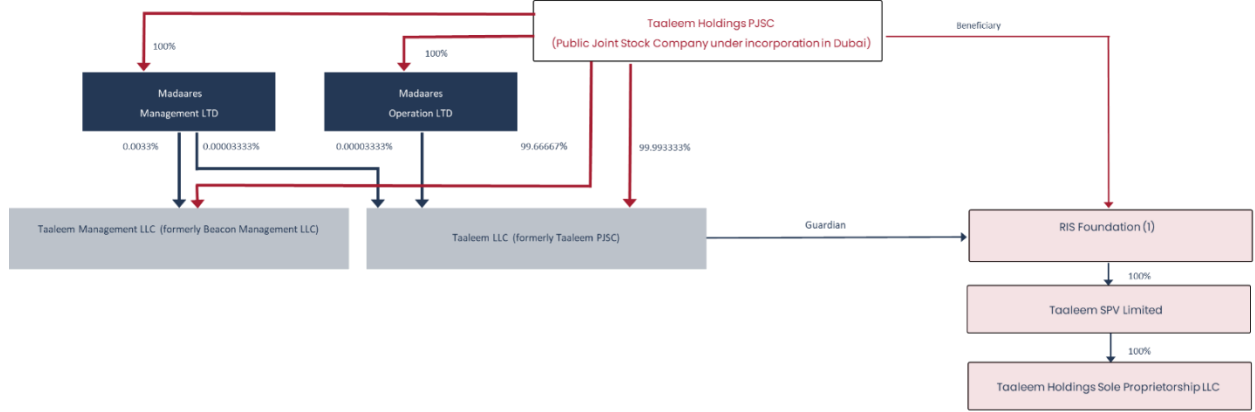 Taaleem Holdings PJSC
(Public Joint Stock Company under incorporation in Dubai)
Beneficiary
100%
100%
Madaares
Management LTD
Madaares
Operation LTD
0.0033%
0.00003333%
0.00003333%
99.66667%
99.993333%
Taaleem Management LLC (formerly Beacon Management LLC)
Taaleem LLC (formerly Taaleem PJSC)
Guardian
RIS Foundation (1)
100%
Taaleem SPV Limited
100%
Taaleem Holdings Sole Proprietorship LLC